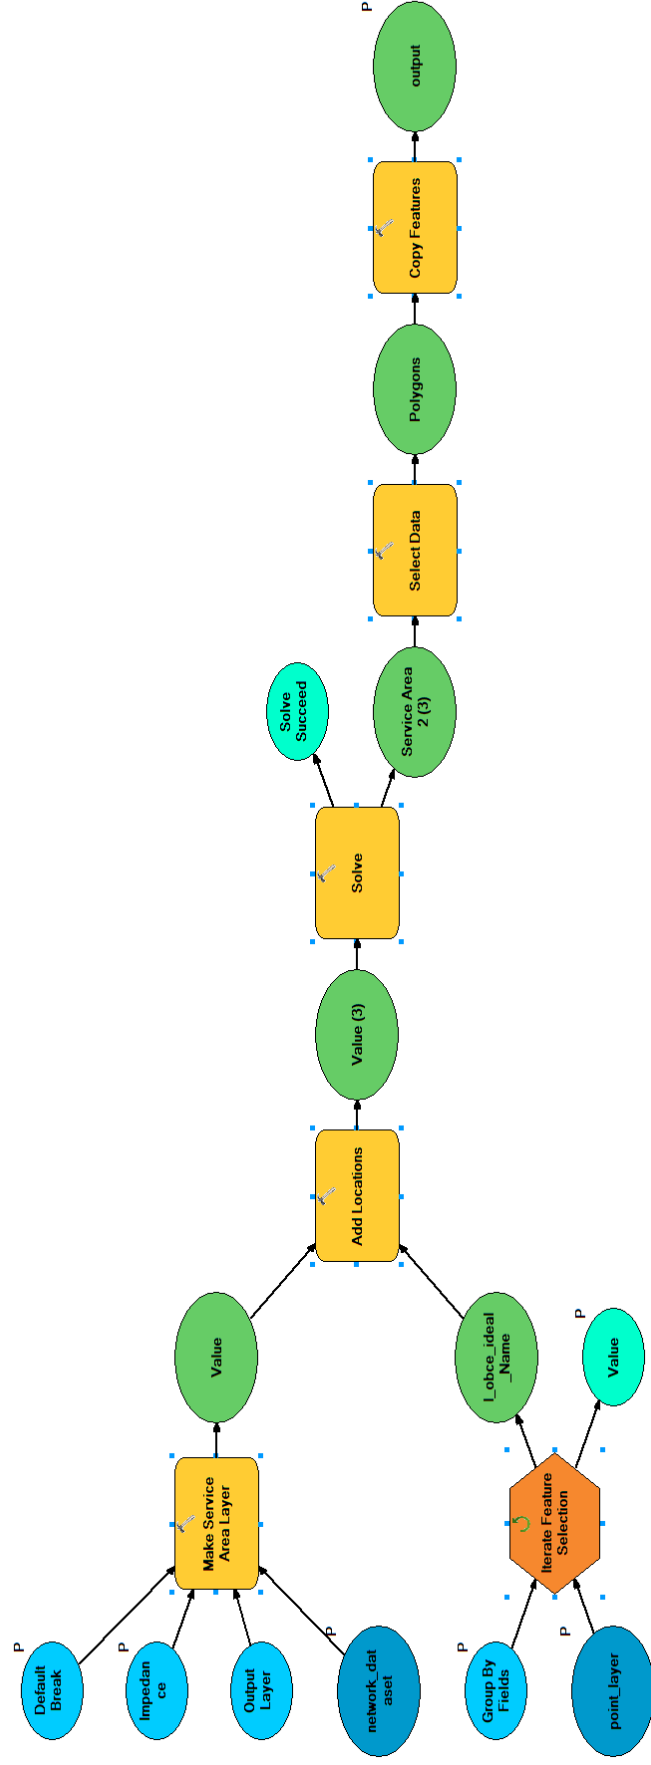 P
Default
Break
P
Impedan
ce
Output
Layer
P
network_dat
aset
P
Group By
Fields
P
point_layer
Make Service
Area Layer
Iterate Feature
Selection
Value
I_obce_ideal
_Name
P
Value
Add Locations
Value (3)
Solve
Solve
Succeed
Service Area
2 (3)
Select Data
Polygons
Copy Features
P
output